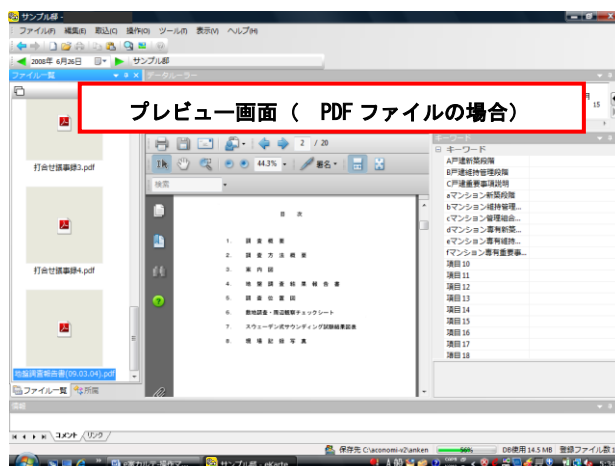 サンプル邸 -
ファイル(F) 編集(E) 取込(C) 操作(O) ツール(T) 表示(V) ヘルプ(H)
2008年 6月26日 サンプル邸
ファイル一覧
データルーラー
プレビュー画面（ PDFファイルの場合）
15
打合せ議事録3.pdf
打合せ議事録4.pdf
地盤調査報告書(09.03.04).pdf
ファイル一覧 所属
2 / 20
44.3%
署名
検索
目 次
1. 調査概要
2. 調査方法概要
3. 案内図
4. 地盤調査結果報告書
5. 調査位置図
6. 敷地調査・周辺観察チェックシート
7. スウェーデン式サウンディング試験結果図表
8. 現場記録写真
キーワード
キーワード
A戸建新築段階
B戸建維持管理段階
C戸建重要事項説明
aマンション新築段階
bマンション維持管理...
cマンション管理組合...
dマンション専有新築...
eマンション専有維持...
fマンション専有重要事...
項目10
項目11
項目12
項目13
項目14
項目15
項目16
項目17
項目18
情報
コメント リンク
保存先 C:\aconomi-v2\anken 56% DB使用 14.5 MB 登録ファイル数:
サンプル邸 - eKarte